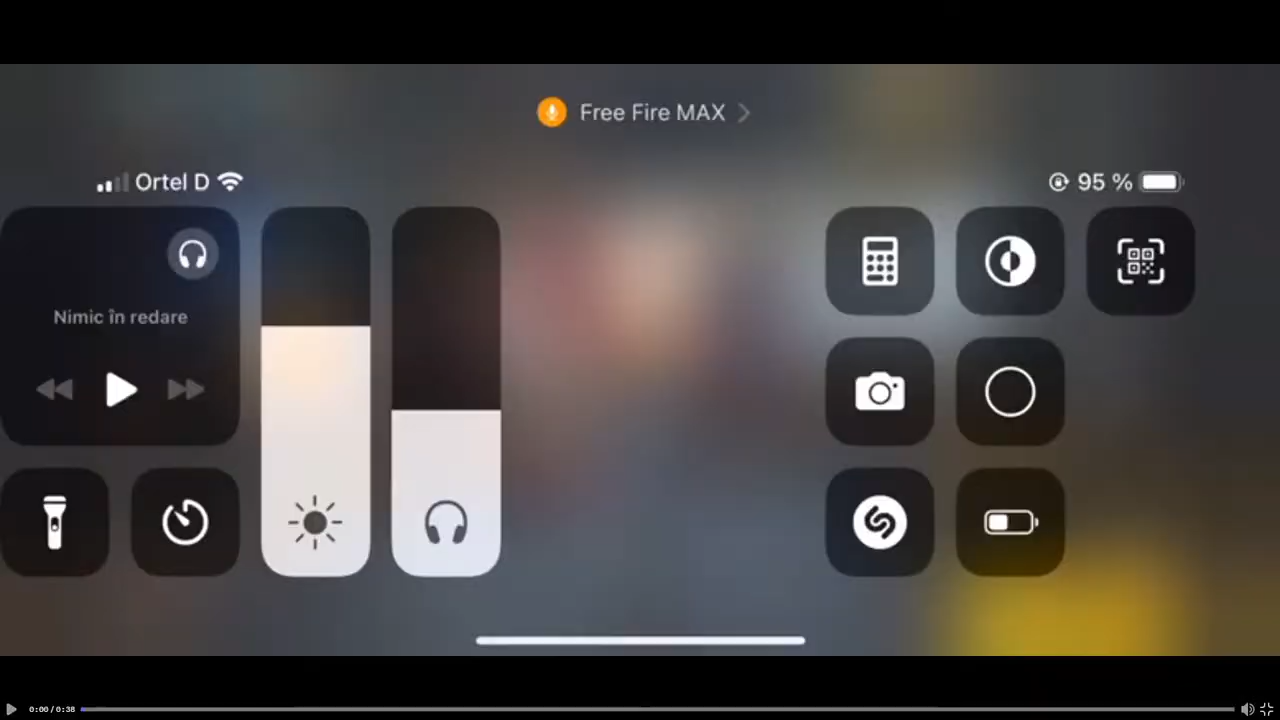 Free Fire MAX
Ortel D
95 %
Nimic în redare
0:00 / 0:38